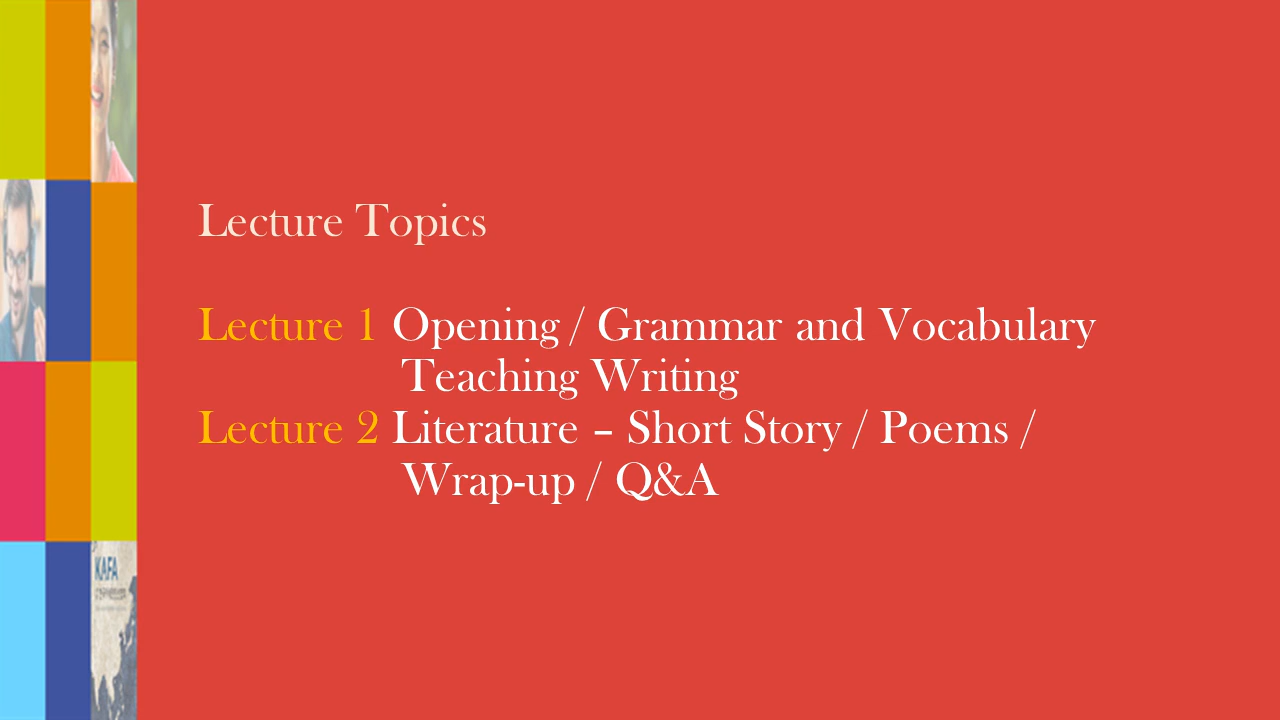 Lecture Topics
Lecture 1 Opening / Grammar and Vocabulary
Teaching Writing
Lecture 2 Literature – Short Story / Poems /
Wrap-up / Q&A
KAFA